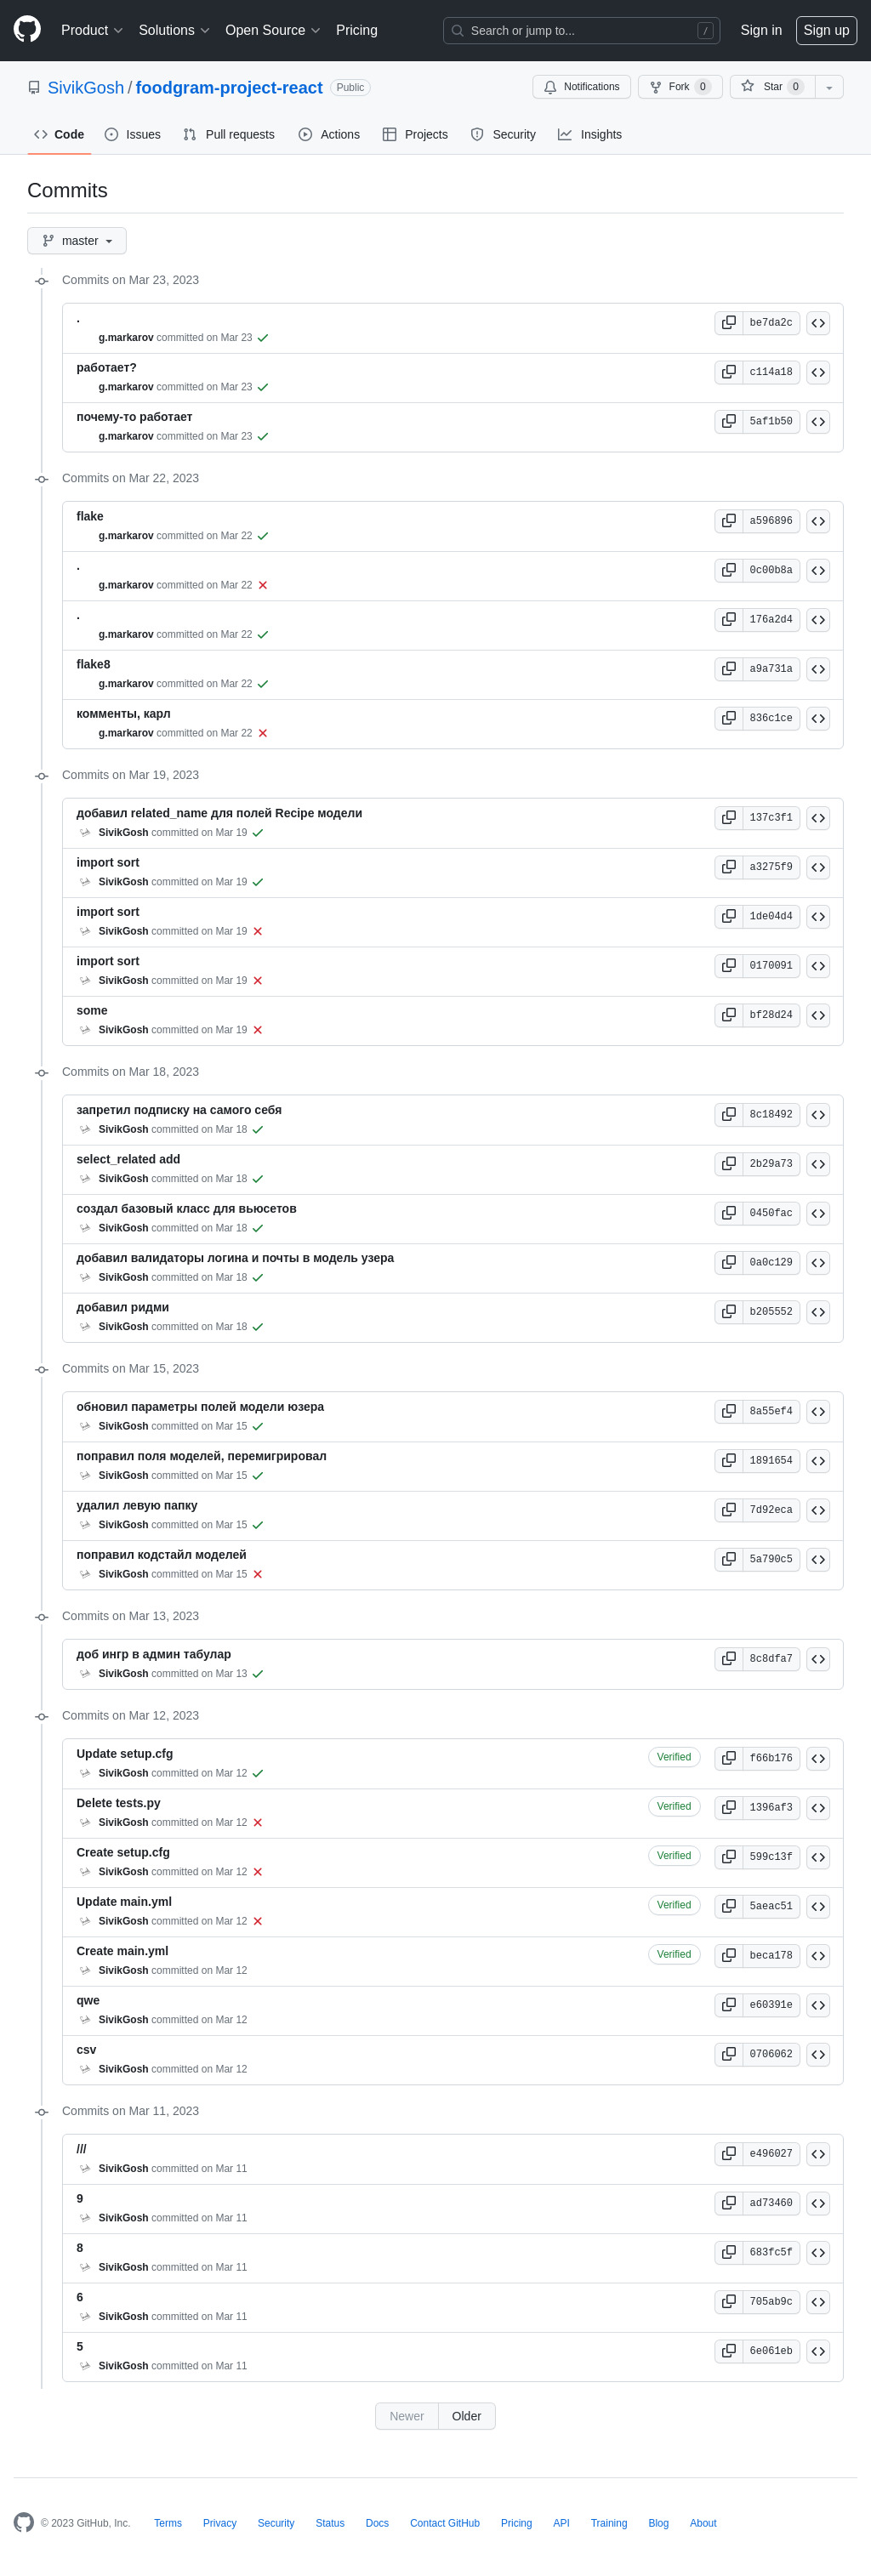 Product Solutions Open Source Pricing Search or jump to... / Sign in Sign up
SivikGosh / foodgram-project-react Public Notifications Fork 0 Star 0
Code Issues Pull requests Actions Projects Security Insights
Commits
master
Commits on Mar 23, 2023
.
be7da2c
g.markarov committed on Mar 23
работает?
c114a18
g.markarov committed on Mar 23
почему-то работает
5af1b50
g.markarov committed on Mar 23
Commits on Mar 22, 2023
flake
a596896
g.markarov committed on Mar 22
.
0c00b8a
g.markarov committed on Mar 22
.
176a2d4
g.markarov committed on Mar 22
flake8
a9a731a
g.markarov committed on Mar 22
комменты, карл
836c1ce
g.markarov committed on Mar 22
Commits on Mar 19, 2023
добавил related_name для полей Recipe модели
137c3f1
SivikGosh committed on Mar 19
import sort
a3275f9
SivikGosh committed on Mar 19
import sort
1de04d4
SivikGosh committed on Mar 19
import sort
0170091
SivikGosh committed on Mar 19
some
bf28d24
SivikGosh committed on Mar 19
Commits on Mar 18, 2023
запретил подписку на самого себя
8c18492
SivikGosh committed on Mar 18
select_related add
2b29a73
SivikGosh committed on Mar 18
создал базовый класс для вьюсетов
0450fac
SivikGosh committed on Mar 18
добавил валидаторы логина и почты в модель узера
0a0c129
SivikGosh committed on Mar 18
добавил ридми
b205552
SivikGosh committed on Mar 18
Commits on Mar 15, 2023
обновил параметры полей модели юзера
8a55ef4
SivikGosh committed on Mar 15
поправил поля моделей, перемигрировал
1891654
SivikGosh committed on Mar 15
удалил левую папку
7d92eca
SivikGosh committed on Mar 15
поправил кодстайл моделей
5a790c5
SivikGosh committed on Mar 15
Commits on Mar 13, 2023
доб ингр в админ табулар
8c8dfa7
SivikGosh committed on Mar 13
Commits on Mar 12, 2023
Update setup.cfg
Verified f66b176
SivikGosh committed on Mar 12
Delete tests.py
Verified 1396af3
SivikGosh committed on Mar 12
Create setup.cfg
Verified 599c13f
SivikGosh committed on Mar 12
Update main.yml
Verified 5aeac51
SivikGosh committed on Mar 12
Create main.yml
Verified beca178
SivikGosh committed on Mar 12
qwe
e60391e
SivikGosh committed on Mar 12
csv
0706062
SivikGosh committed on Mar 12
Commits on Mar 11, 2023
///
e496027
SivikGosh committed on Mar 11
9
ad73460
SivikGosh committed on Mar 11
8
683fc5f
SivikGosh committed on Mar 11
6
705ab9c
SivikGosh committed on Mar 11
5
6e061eb
SivikGosh committed on Mar 11
Newer Older
© 2023 GitHub, Inc. Terms Privacy Security Status Docs Contact GitHub Pricing API Training Blog About